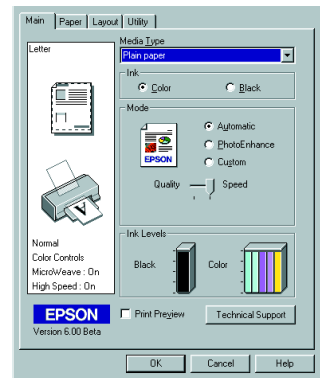 Main Paper Layout Utility
Letter
Media Type
Plain paper
Ink
Color Black
Mode
EPSON
Automatic
PhotoEnhance
Custom
Quality Speed
Normal
Color Controls
MicroWeave : On
High Speed : On
Ink Levels
Black Color
EPSON
Version 6.00 Beta
Print Preview
Technical Support
OK Cancel Help